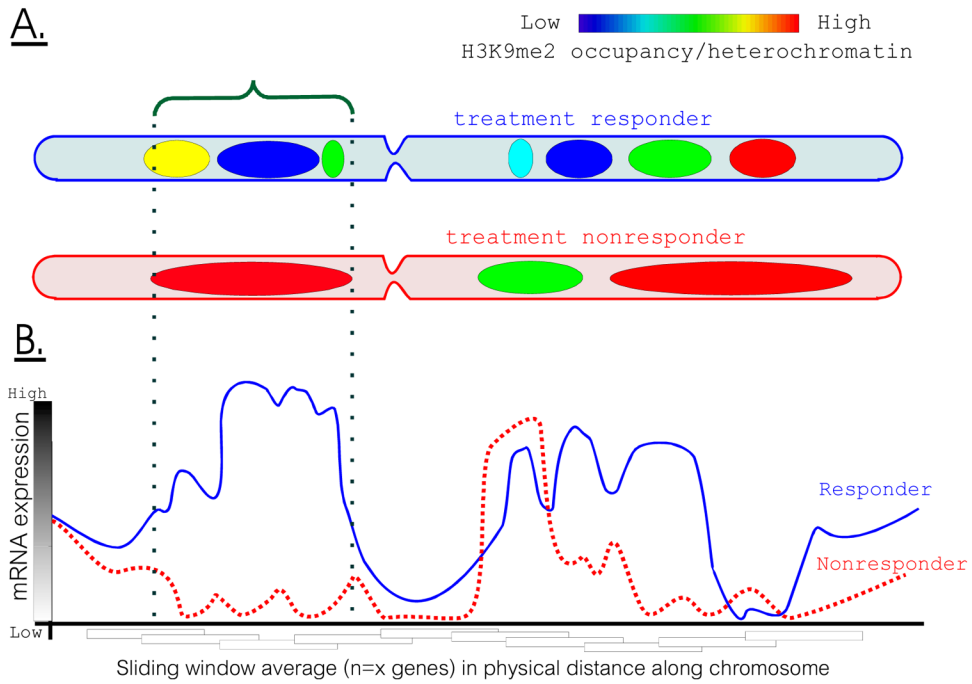 A.
Low High
H3K9me2 occupancy/heterochromatin
treatment responder
treatment nonresponder
B.
High
mRNA expression
Low
Responder
Nonresponder
Sliding window average (n=x genes) in physical distance along chromosome